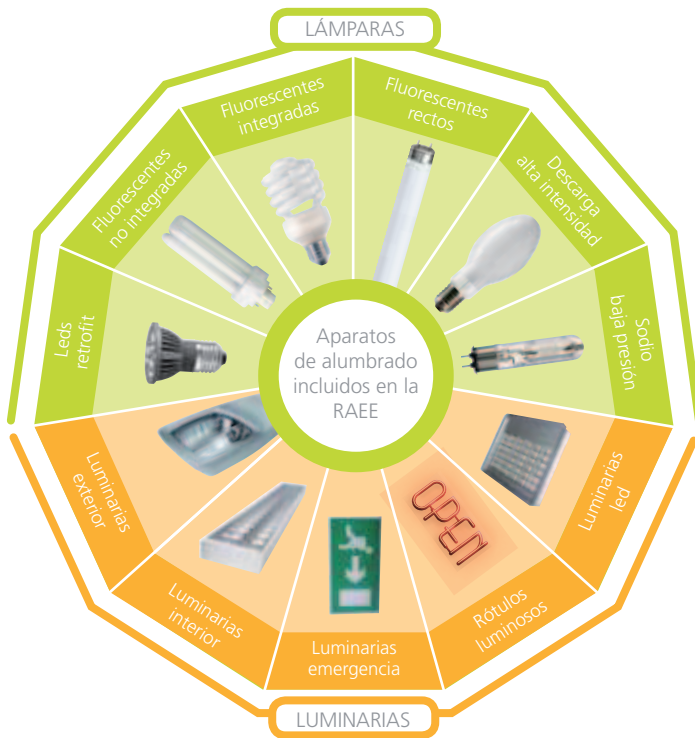 LÁMPARAS
Fluorescentes
integradas
Fluorescentes
rectos
Fluorescentes
no integradas
Descarga
alta intensidad
Leds
retrofit
Sodio
baja presión
Aparatos
de alumbrado
incluidos en la
RAEE
Luminarias
exterior
Luminarias
led
OPEN
Luminarias
interior
Rótulos
luminosos
Luminarias
emergencia
LUMINARIAS